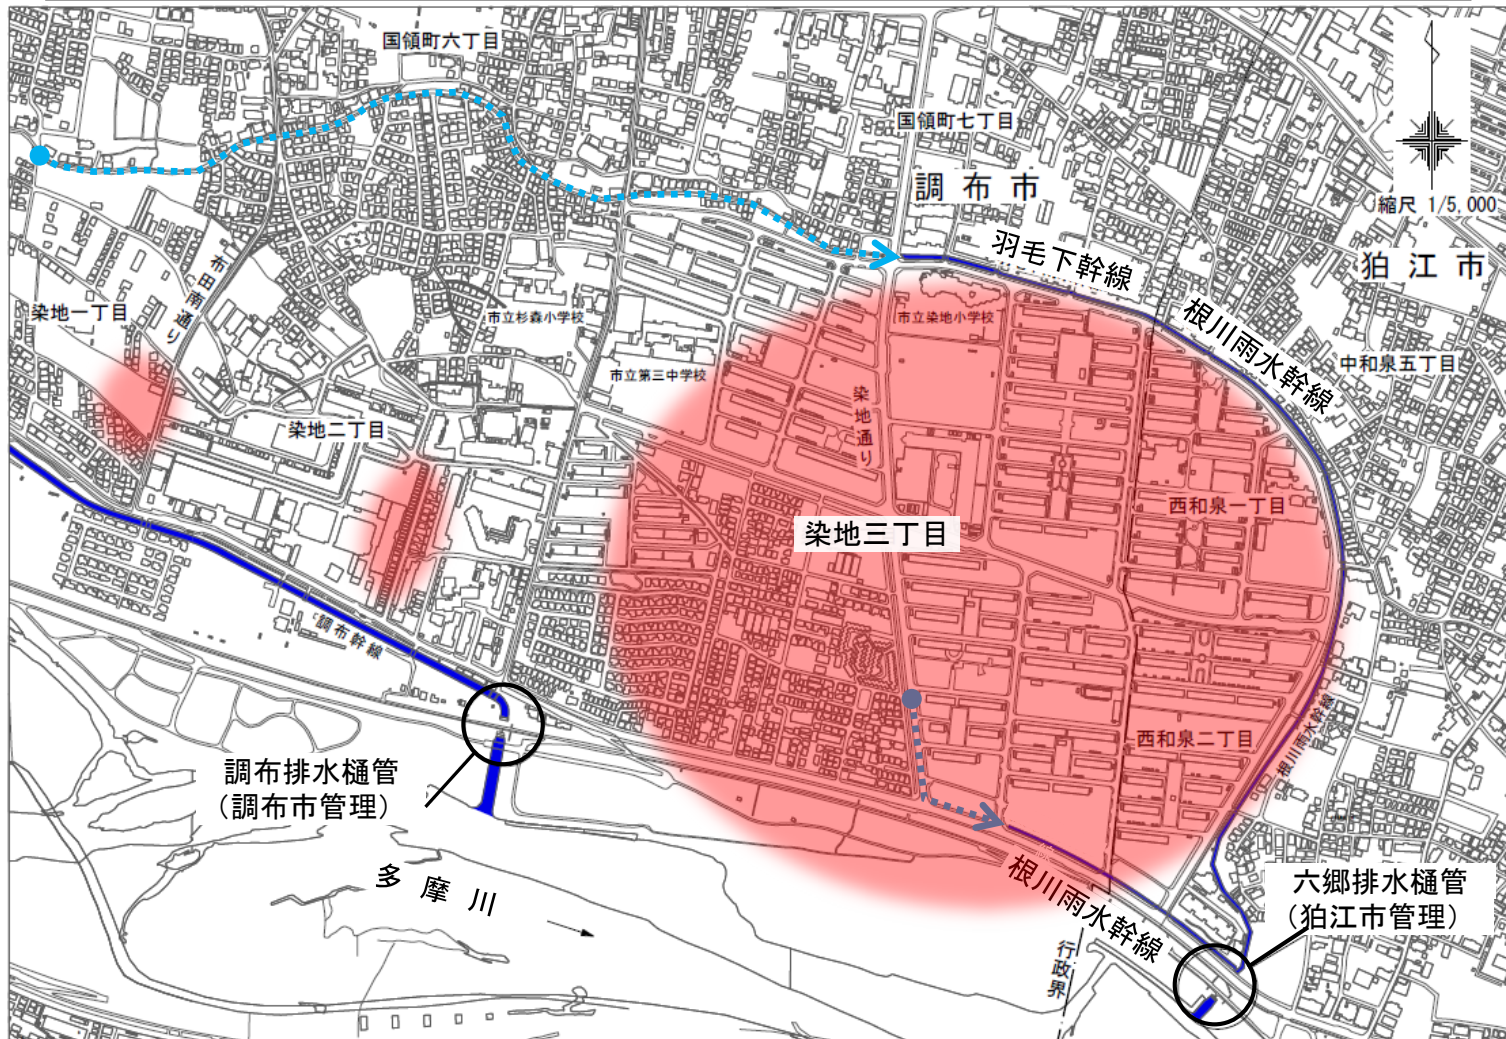 国領町六丁目
国領町七丁目
調布市
縮尺 1/5,000
羽毛下幹線
狛江市
布田南通り
染地一丁目
市立杉森小学校
市立染地小学校
根川雨水幹線
中和泉五丁目
市立第三中学校
染地通り
染地二丁目
西和泉一丁目
染地三丁目
調布幹線
根川雨水幹線
西和泉二丁目
調布排水樋管
（調布市管理）
多摩川
根川雨水幹線
六郷排水樋管
（狛江市管理）
行政界